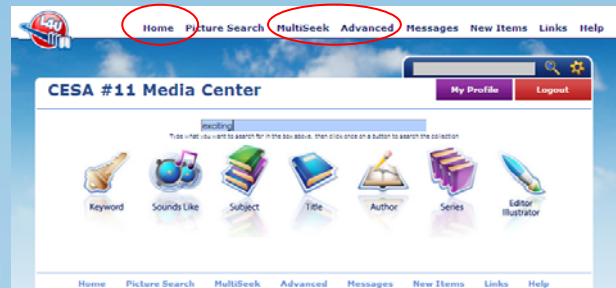 L4U
Home Picture Search MultiSeek Advanced Messages New Items Links Help
CESA #11 Media Center
My Profile Logout
exciting
Type what you want to search for in the box above, then click once on a button to search the collection
Keyword Sounds Like Subject Title Author Series Editor Illustrator
Home Picture Search MultiSeek Advanced Messages New Items Links Help